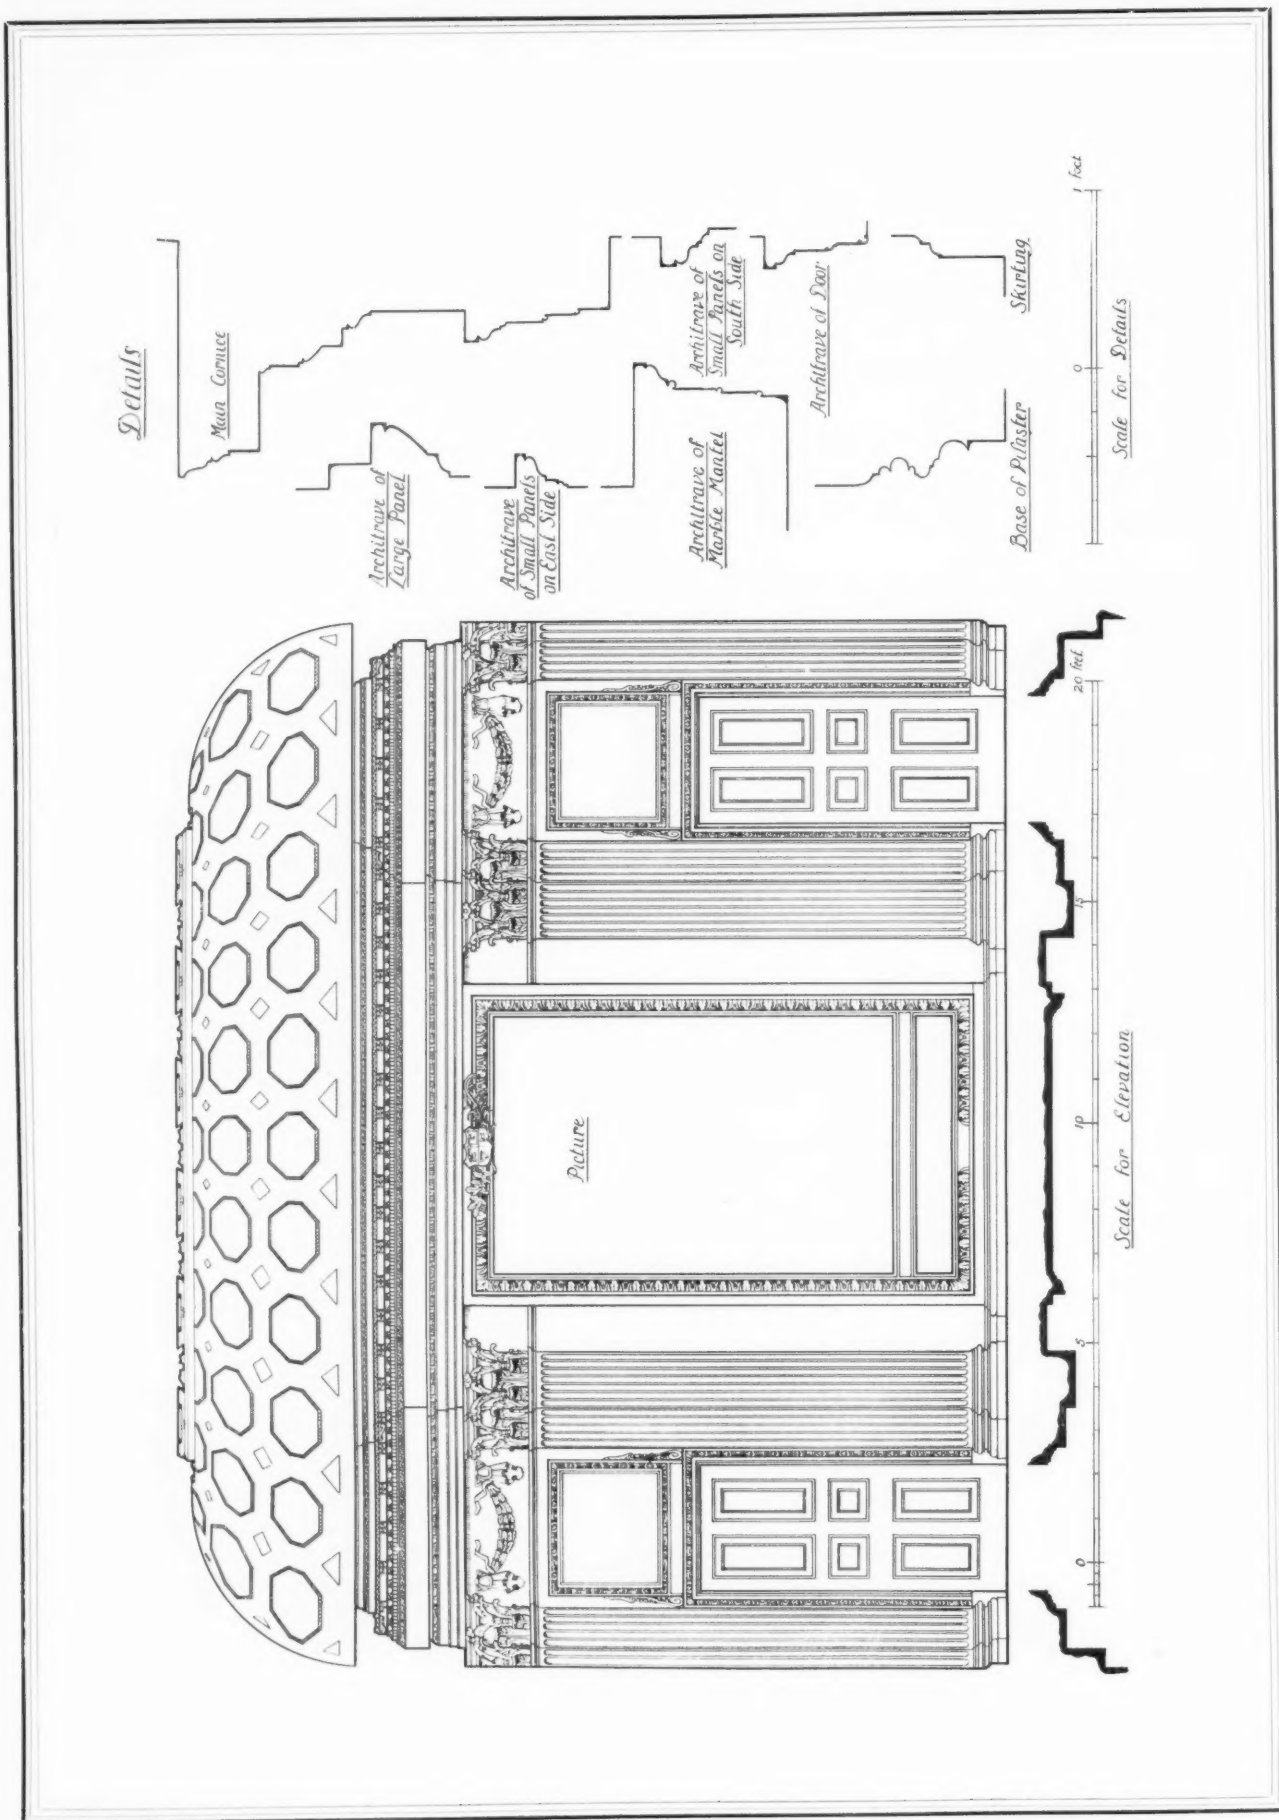 Details
Main Cornice
Architrave of
Large Panel
Architrave
of Small Panels
on East Side
Architrave of
Small Panels on
South Side
Architrave of
Marble Mantel
Architrave of Door
Base of Pilaster
Skirting
1 Foot
0
Scale for Details
Picture
0
5
10
15
20 feet
Scale for Elevation